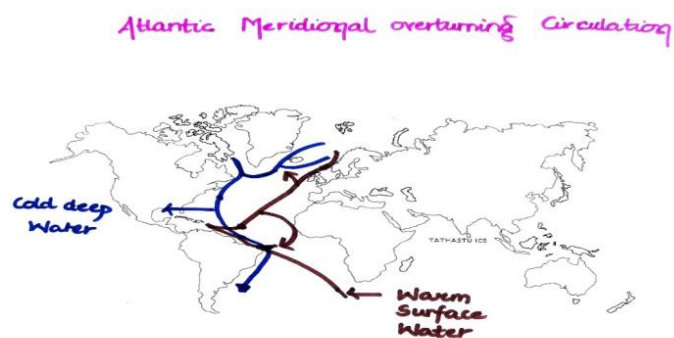 Atlantic Meridional overturning Circulation
Cold deep
Water
TATHASTU ICS
Warm
Surface
Water